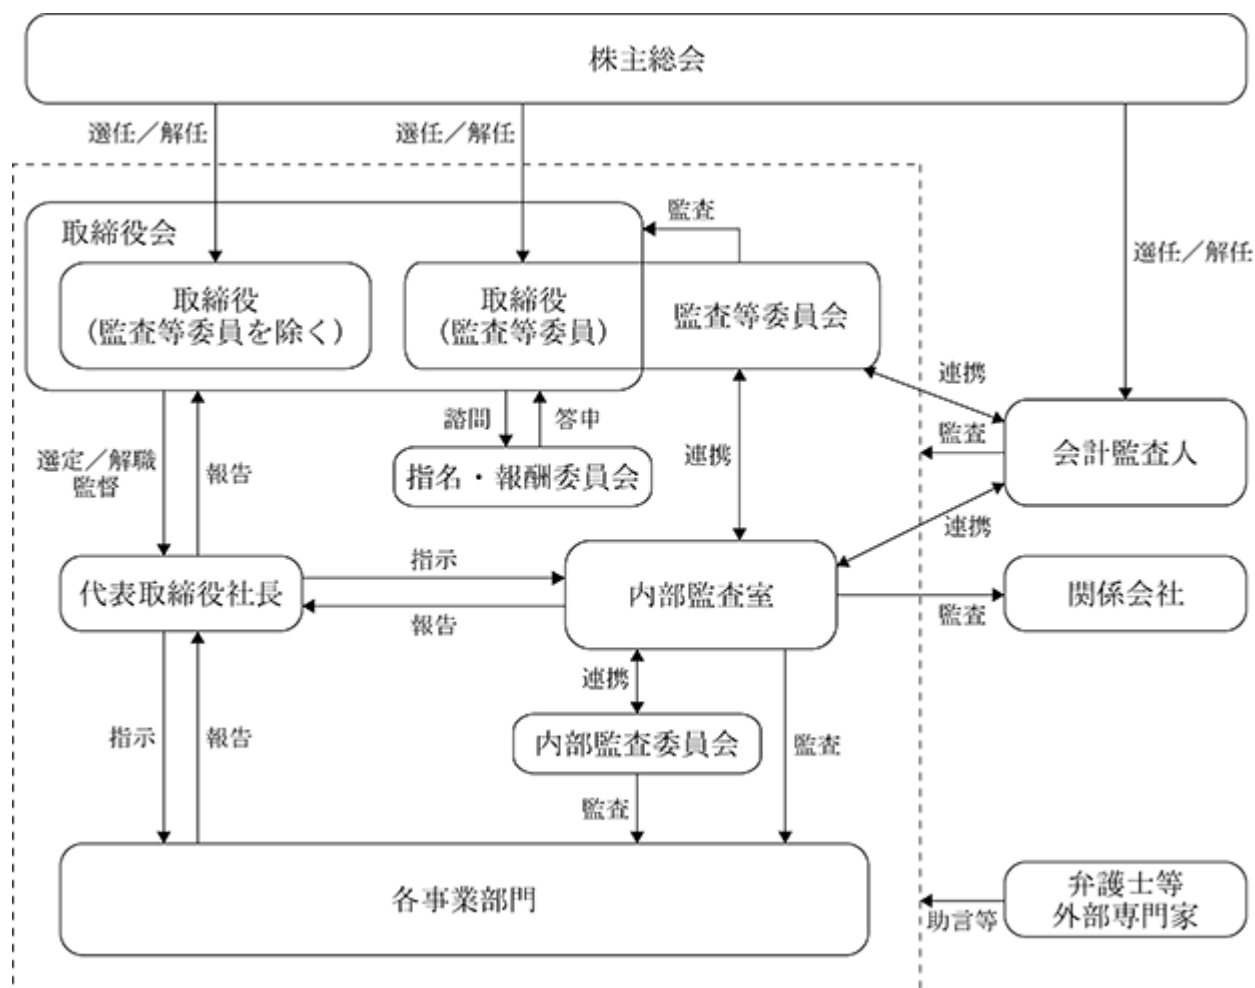 株主総会
選任／解任
選任／解任
選任／解任
取締役会
監査
取締役
（監査等委員を除く）
取締役
（監査等委員）
監査等委員会
連携
諮問
答申
監査
会計監査人
選定／解職
監督
報告
指名・報酬委員会
連携
連携
代表取締役社長
指示
報告
内部監査室
監査
関係会社
連携
指示
報告
内部監査委員会
監査
監査
各事業部門
弁護士等
外部専門家
助言等